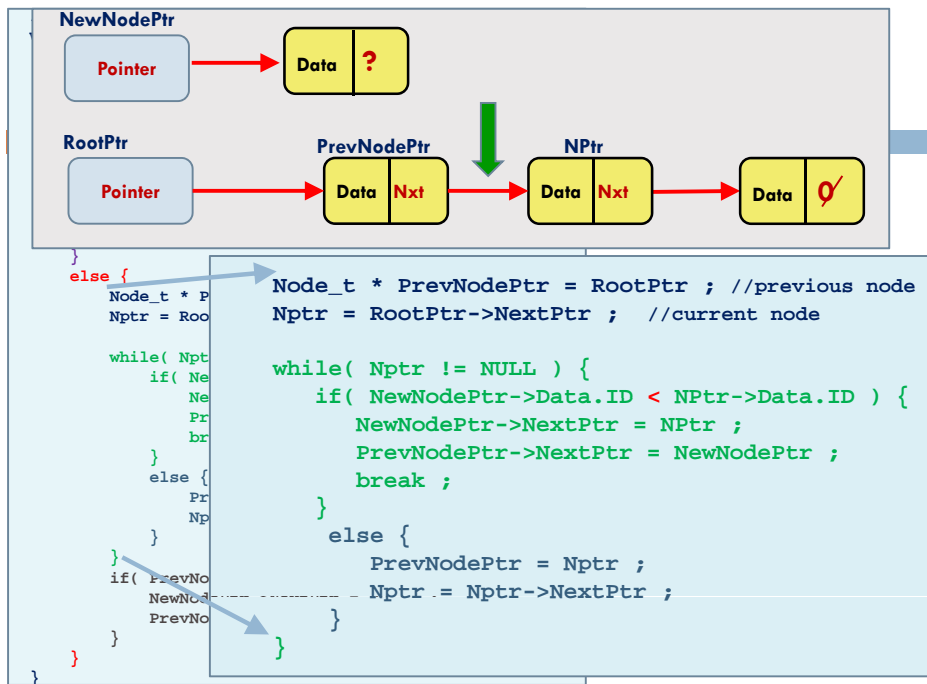 NewNodePtr
Pointer
Data ?
RootPtr PrevNodePtr NPtr
Pointer Data Nxt Data Nxt Data 0
}
else {
Node_t * P
Nptr = Roo
while( Npt
if( Ne
Ne
Pr
br
}
else {
Pr
Np
}
}
if( PrevNo
NewNod
PrevNo
}
}
}
Node_t * PrevNodePtr = RootPtr ; //previous node
Nptr = RootPtr->NextPtr ; //current node
while( Nptr != NULL ) {
if( NewNodePtr->Data.ID < NPtr->Data.ID ) {
NewNodePtr->NextPtr = NPtr ;
PrevNodePtr->NextPtr = NewNodePtr ;
break ;
}
else {
PrevNodePtr = Nptr ;
Nptr = Nptr->NextPtr ;
}
}